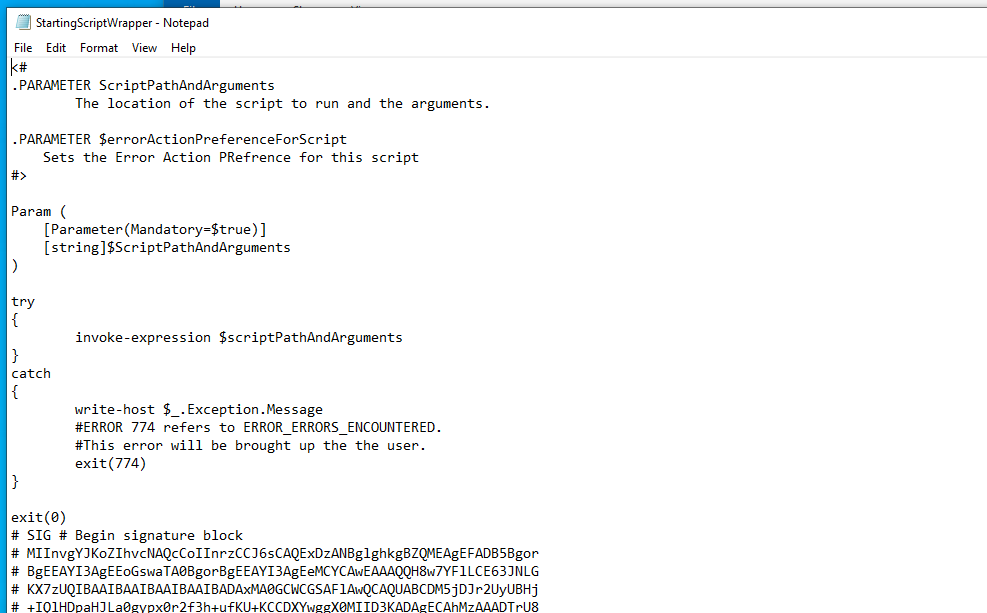 StartingScriptWrapper - Notepad
File Edit Format View Help
<#
.PARAMETER ScriptPathAndArguments
The location of the script to run and the arguments.
.PARAMETER $errorActionPreferenceForScript
Sets the Error Action PRefrence for this script
#>
Param (
[Parameter(Mandatory=$true)]
[string]$ScriptPathAndArguments
)
try
{
invoke-expression $scriptPathAndArguments
}
catch
{
write-host $_.Exception.Message
#ERROR 774 refers to ERROR_ERRORS_ENCOUNTERED.
#This error will be brought up the the user.
exit(774)
}
exit(0)
# SIG # Begin signature block
# MIInvgYJKoZIhvcNAQcCoIInrzCCJ6sCAQExDzANBglghkgBZQMEAgEFADB5Bgor
# BgEEAYI3AgEEoGswaTA0BgorBgEEAYI3AgEeMCYCAwEAAAQQH8w7YFlLCE63JNLG
# KX7zUQIBAAIBAAIBAAIBAAIBADAxMA0GCWCGSAFlAwQCAQUABCDM5jDJr2UyUBHj
# +IQlHDpaHJLa0gypx0r2f3h+ufKU+KCCDXYwggX0MIID3KADAgECAhMzAAADTrU8